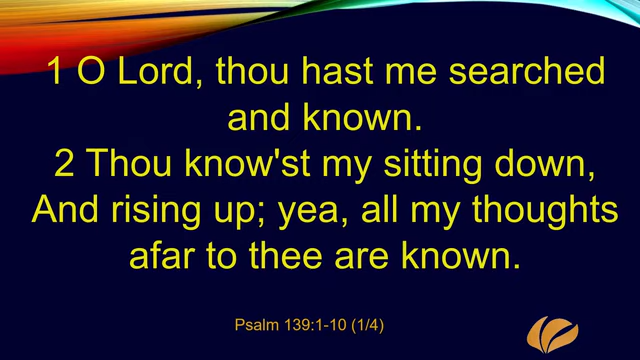 1 O Lord, thou hast me searched
and known.
2 Thou know'st my sitting down,
And rising up; yea, all my thoughts
afar to thee are known.
Psalm 139:1-10 (1/4)